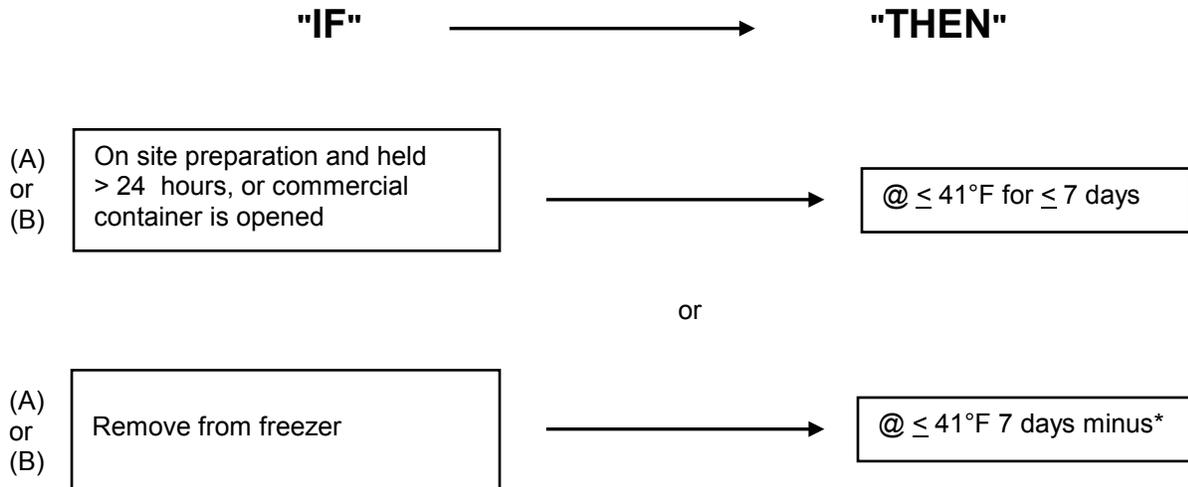 "IF" "THEN"
(A)
or
(B)
On site preparation and held
> 24 hours, or commercial
container is opened
@ ≤ 41°F for ≤ 7 days
or
(A)
or
(B)
Remove from freezer
@ ≤ 41°F 7 days minus*